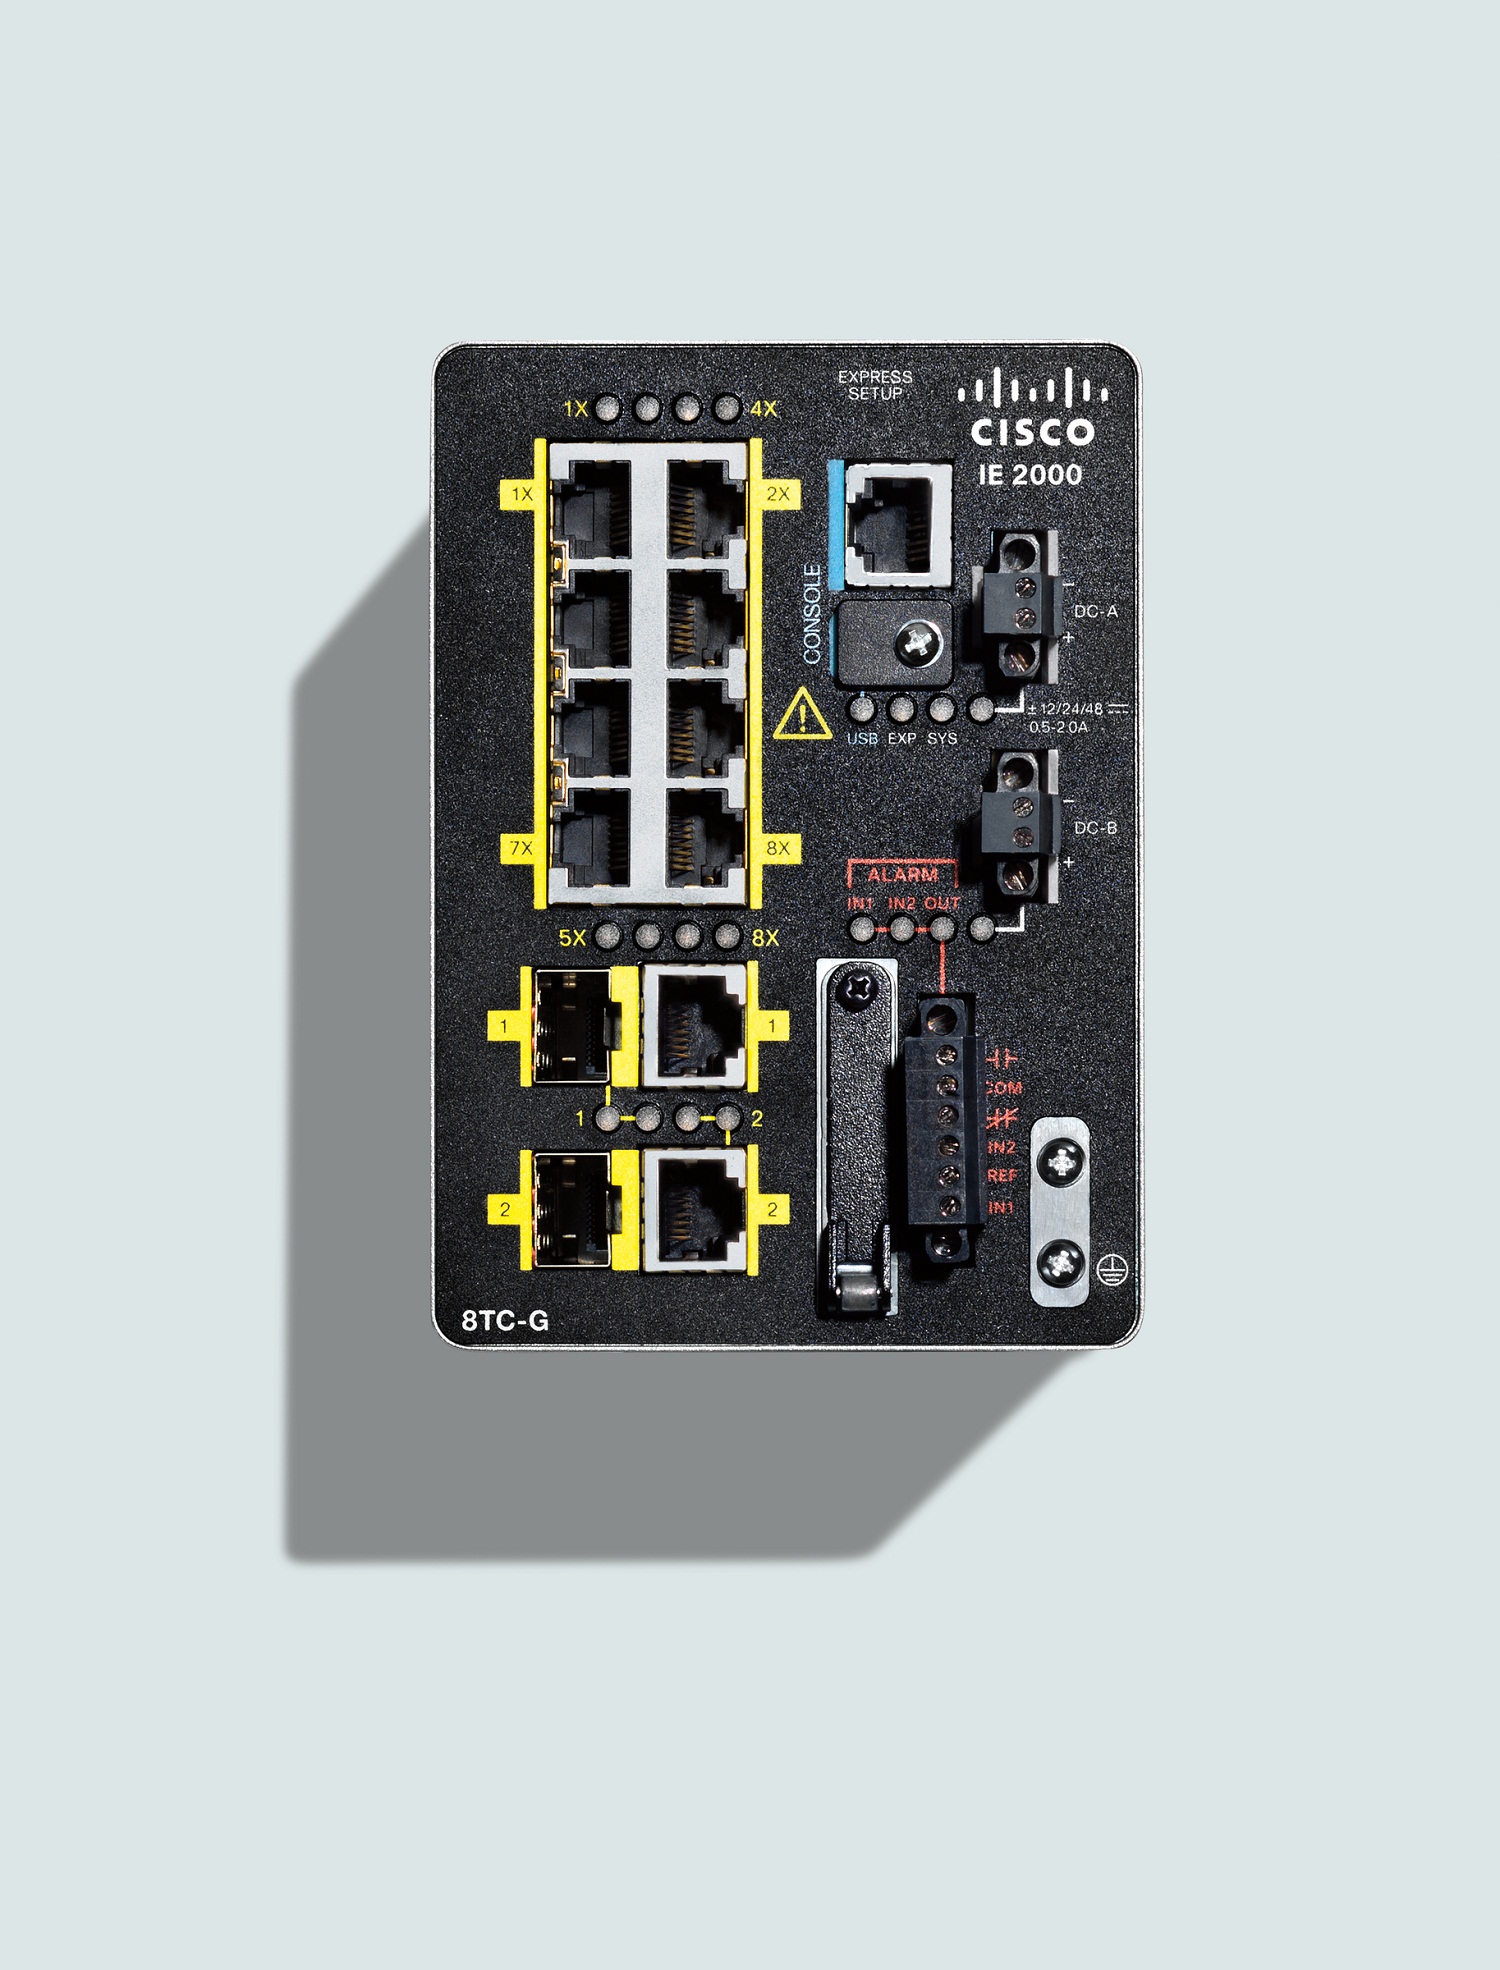 EXPRESS
SETUP
CISCO
IE 2000
1X
4X
1X
2X
CONSOLE
DC-A
-
+
±12/24/48
0.5-2.0A
USB EXP SYS
7X
8X
-
DC-B
+
ALARM
IN1 IN2 OUT
5X
8X
1
1
COM
IN2
REF
IN1
1
2
2
2
8TC-G